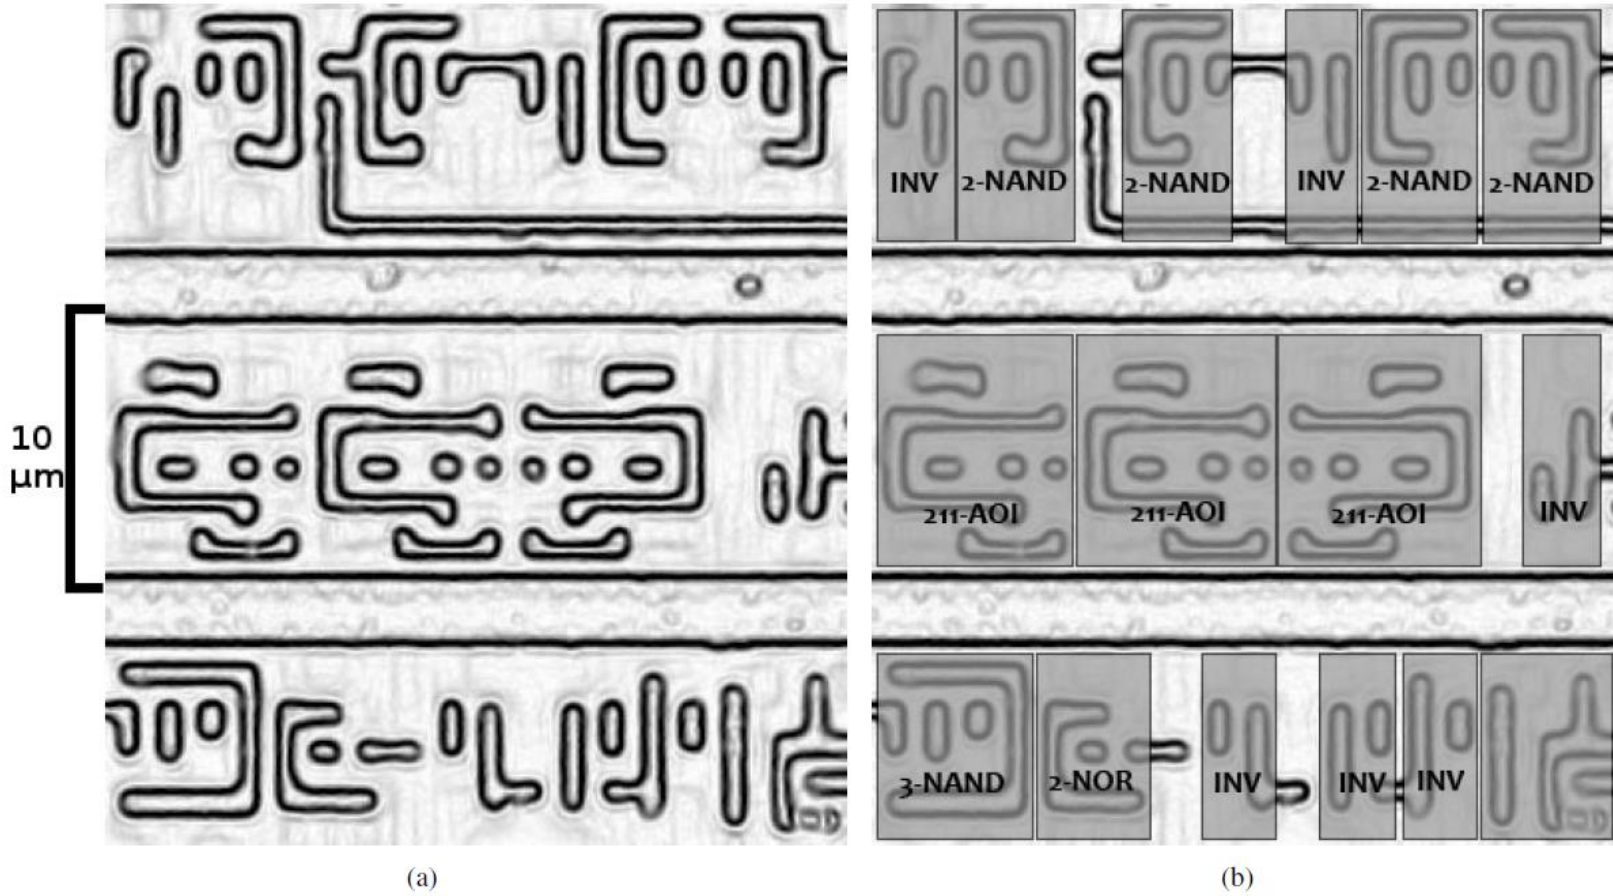 INV 2-NAND 2-NAND INV 2-NAND 2-NAND
10
μm
211-AOI 211-AOI 211-AOI INV
3-NAND 2-NOR INV INV INV
(a) (b)